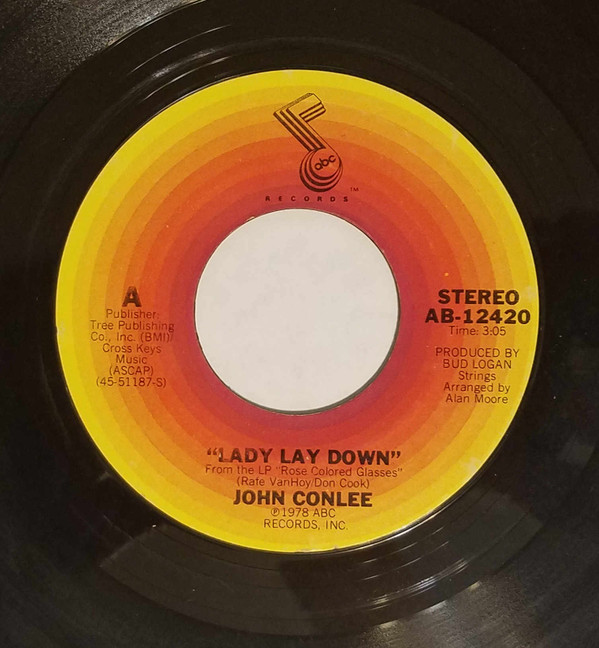 abc
RECORDS™
A
Publisher:
Tree Publishing
Co., Inc. (BMI)/
Cross Keys
Music
(ASCAP)
(45-51187-S)
STEREO
AB-12420
Time: 3:05
PRODUCED BY
BUD LOGAN
Strings
Arranged by
Alan Moore
"LADY LAY DOWN"
From the LP "Rose Colored Glasses"
(Rafe VanHoy/Don Cook)
JOHN CONLEE
℗1978 ABC
RECORDS, INC.